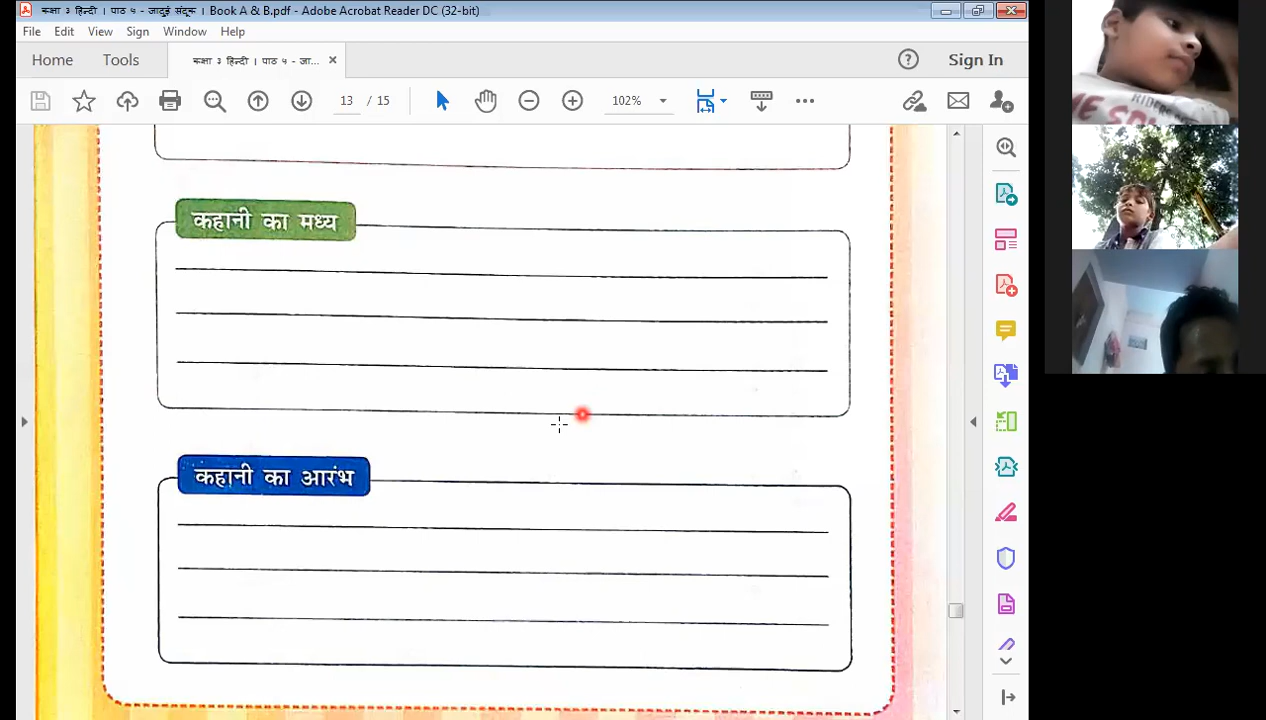 कक्षा ३ हिन्दी । पाठ ५ - जादुई संदूक । Book A & B.pdf - Adobe Acrobat Reader DC (32-bit)
File Edit View Sign Window Help
Home Tools कक्षा ३ हिन्दी । पाठ ५ - जा... × Sign In
13 / 15 102%
कहानी का मध्य
कहानी का आरंभ
RIDERS